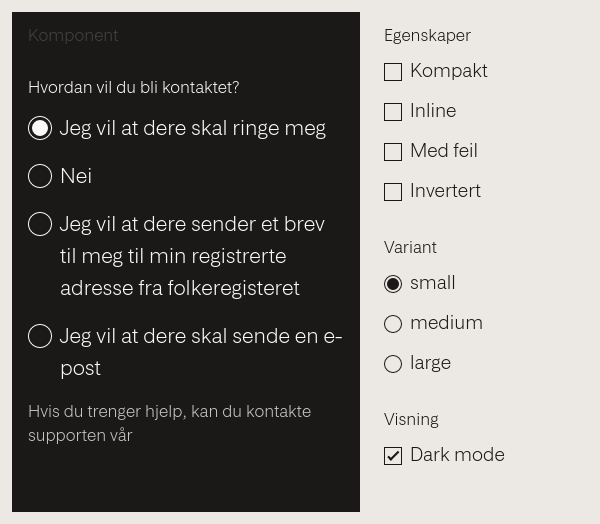 Komponent
Hvordan vil du bli kontaktet?
Jeg vil at dere skal ringe meg
Nei
Jeg vil at dere sender et brev
til meg til min registrerte
adresse fra folkeregisteret
Jeg vil at dere skal sende en e-
post
Hvis du trenger hjelp, kan du kontakte
supporten vår
Egenskaper
Kompakt
Inline
Med feil
Invertert
Variant
small
medium
large
Visning
Dark mode